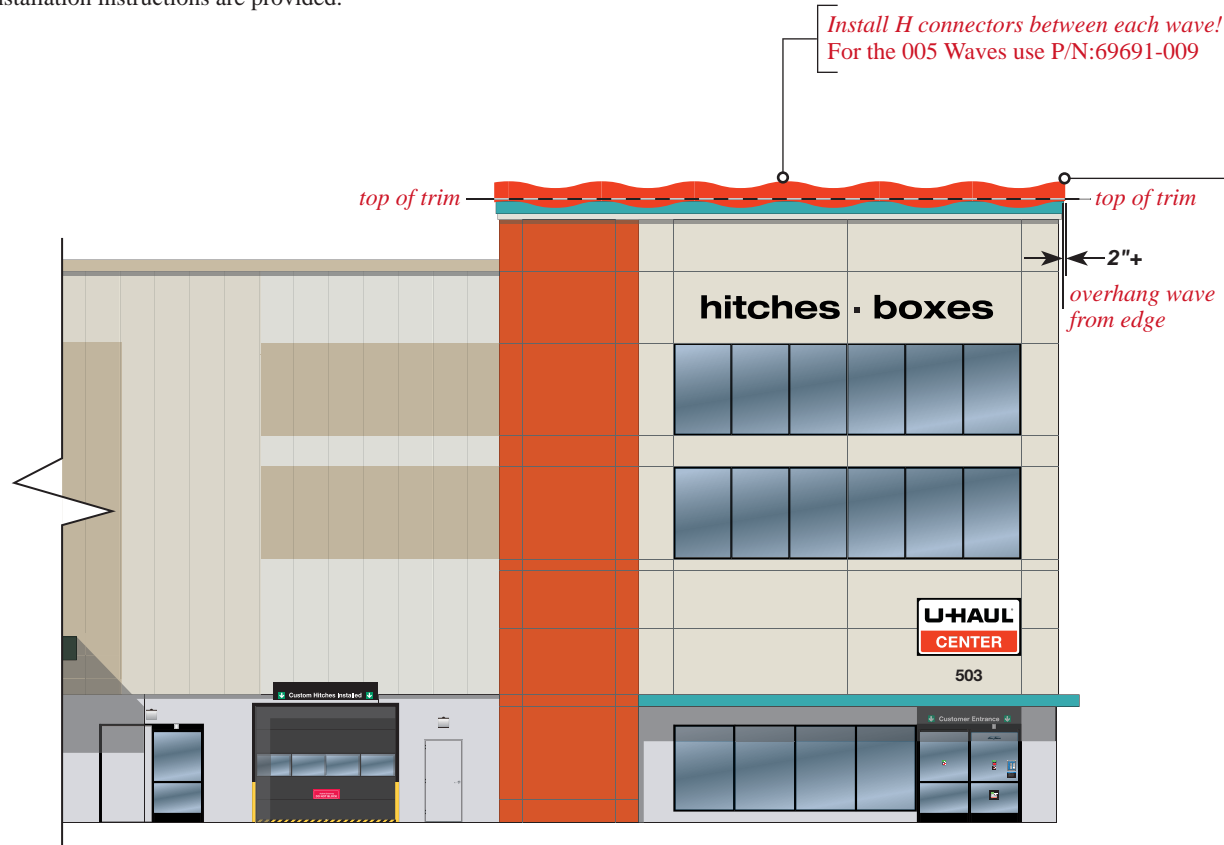 nstallation instructions are provided.
Install H connectors between each wave!
For the 005 Waves use P/N:69691-009
top of trim
top of trim
2"+
overhang wave
from edge
hitches · boxes
U-HAUL
CENTER
503
Custom Hitches Installed
Customer Entrance